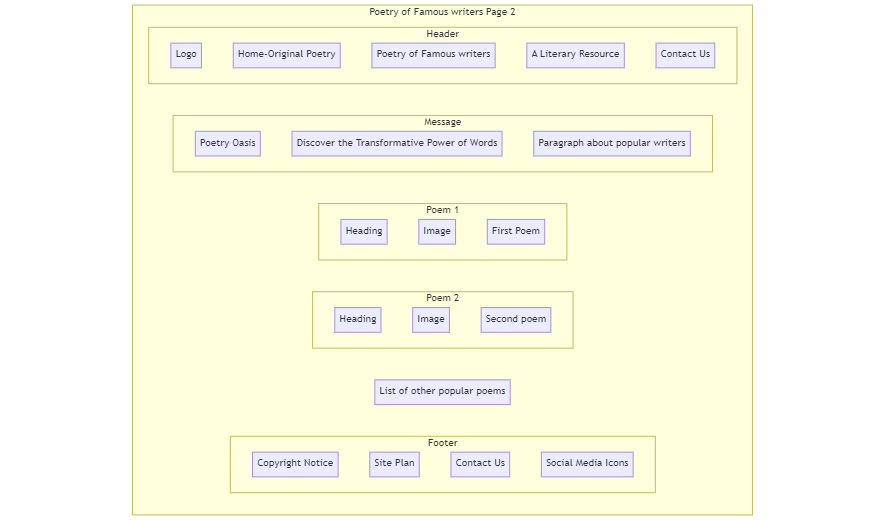 Poetry of Famous writers Page 2
Header
Logo
Home-Original Poetry
Poetry of Famous writers
A Literary Resource
Contact Us
Message
Poetry Oasis
Discover the Transformative Power of Words
Paragraph about popular writers
Poem 1
Heading
Image
First Poem
Poem 2
Heading
Image
Second poem
List of other popular poems
Footer
Copyright Notice
Site Plan
Contact Us
Social Media Icons